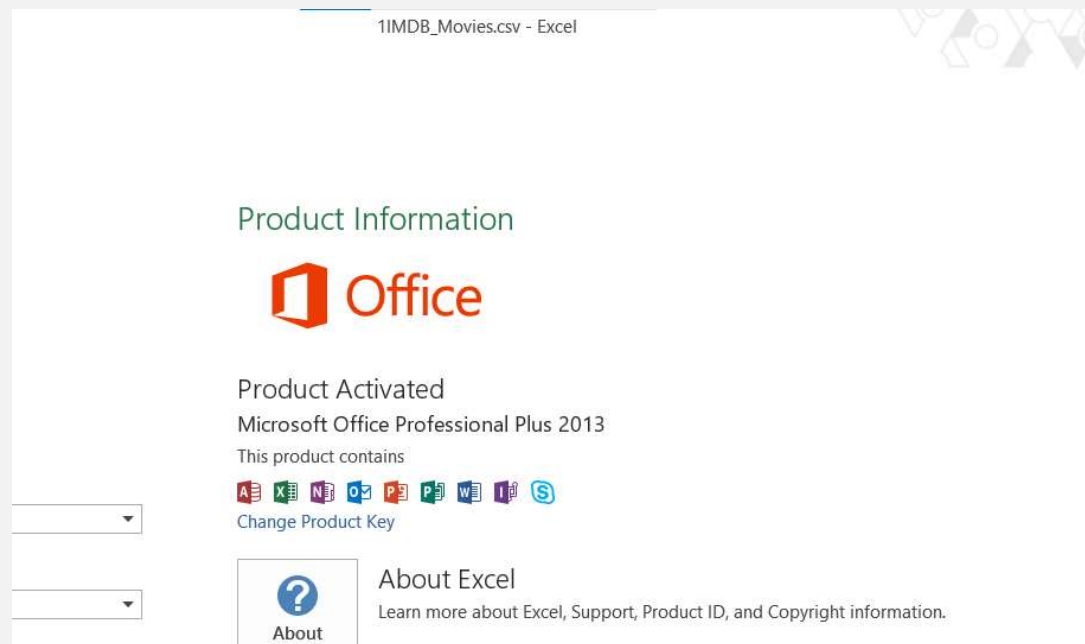 1IMDB_Movies.csv - Excel
Product Information
Office
Product Activated
Microsoft Office Professional Plus 2013
This product contains
A X N O P P W I S
Change Product Key
?
About Excel
Learn more about Excel, Support, Product ID, and Copyright information.
About